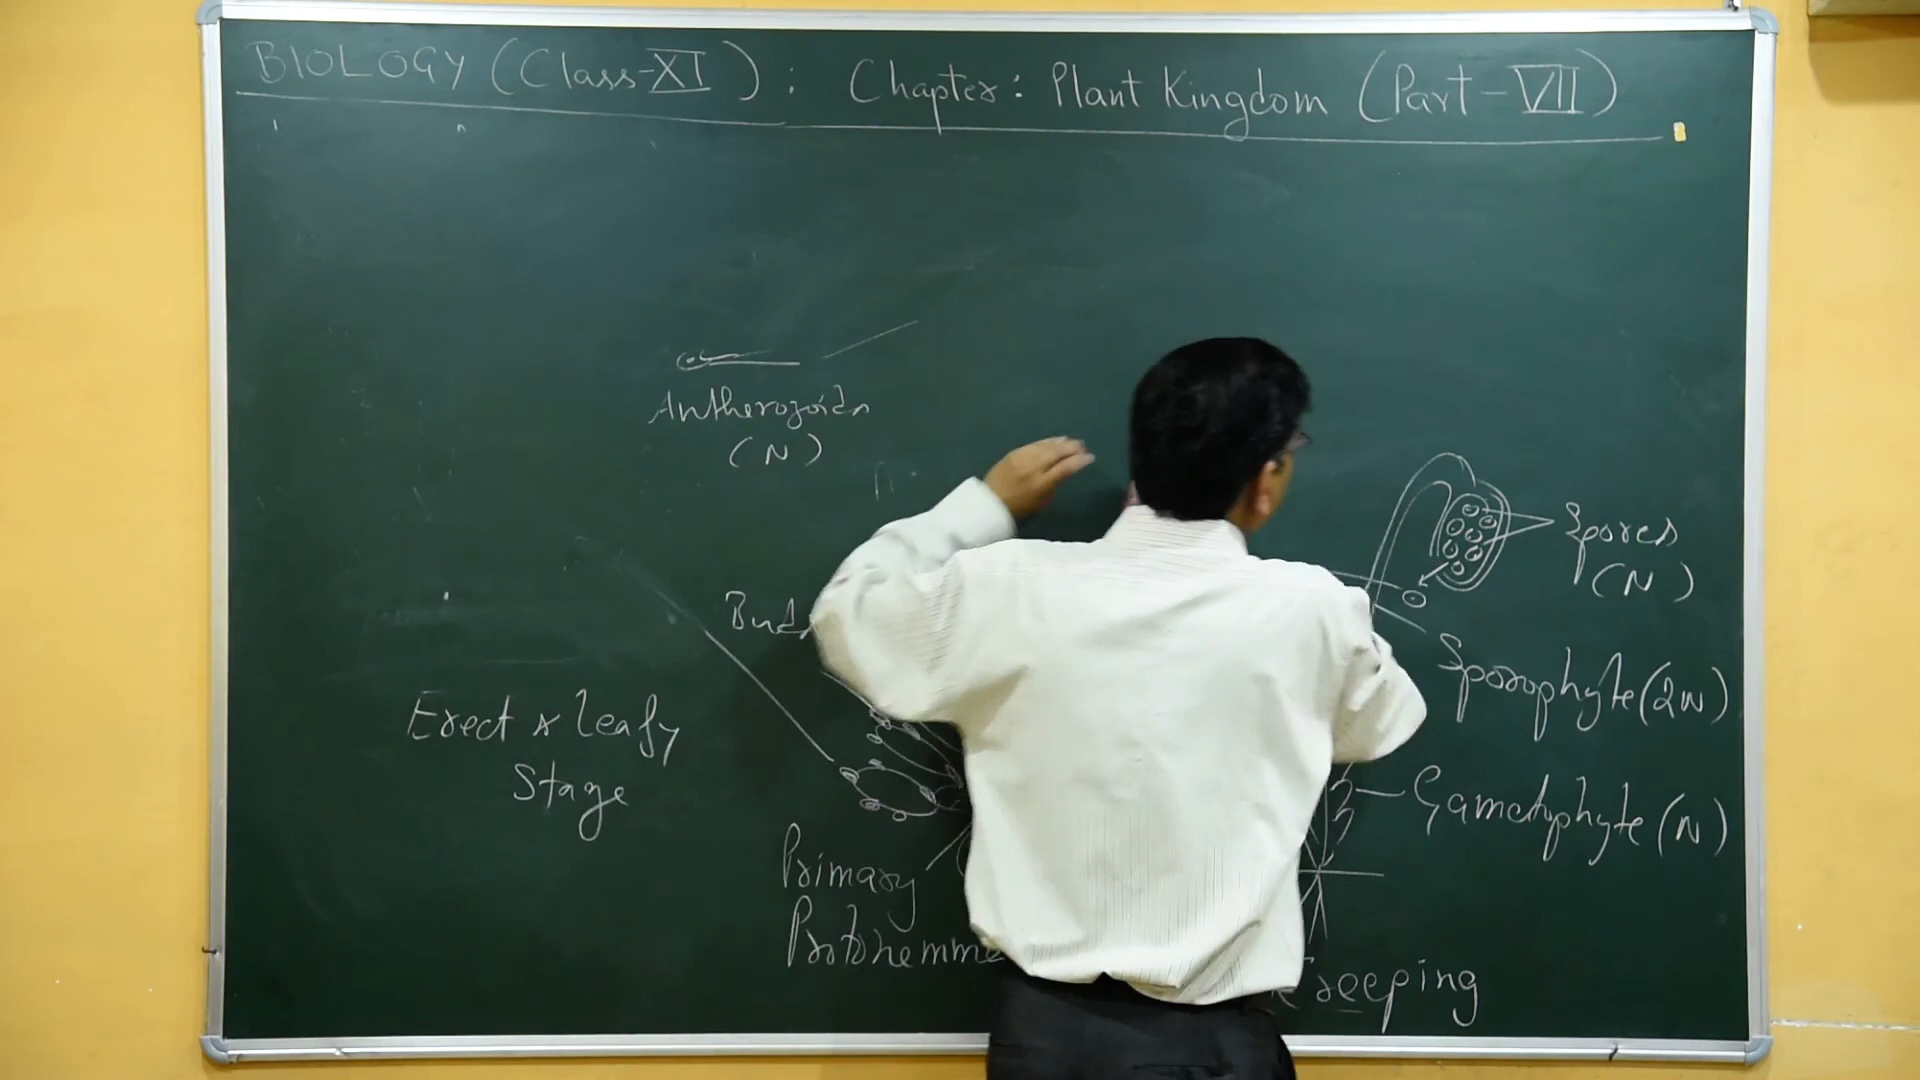 BIOLOGY (Class-XI) : Chapter: Plant Kingdom (Part-VII)
Antherozoids
(N)
Spores
(N)
Bud
Sporophyte (2N)
Erect & leafy
Stage
Gametophyte (N)
Primary
Protonemma
Creeping